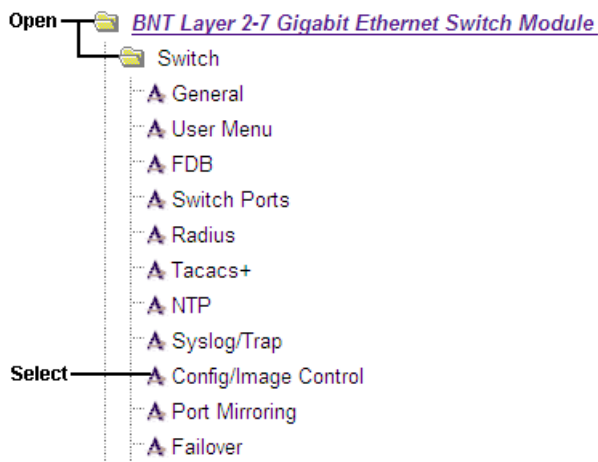 Open BNT Layer 2-7 Gigabit Ethernet Switch Module
Switch
General
User Menu
FDB
Switch Ports
Radius
Tacacs+
NTP
Syslog/Trap
Select Config/Image Control
Port Mirroring
Failover